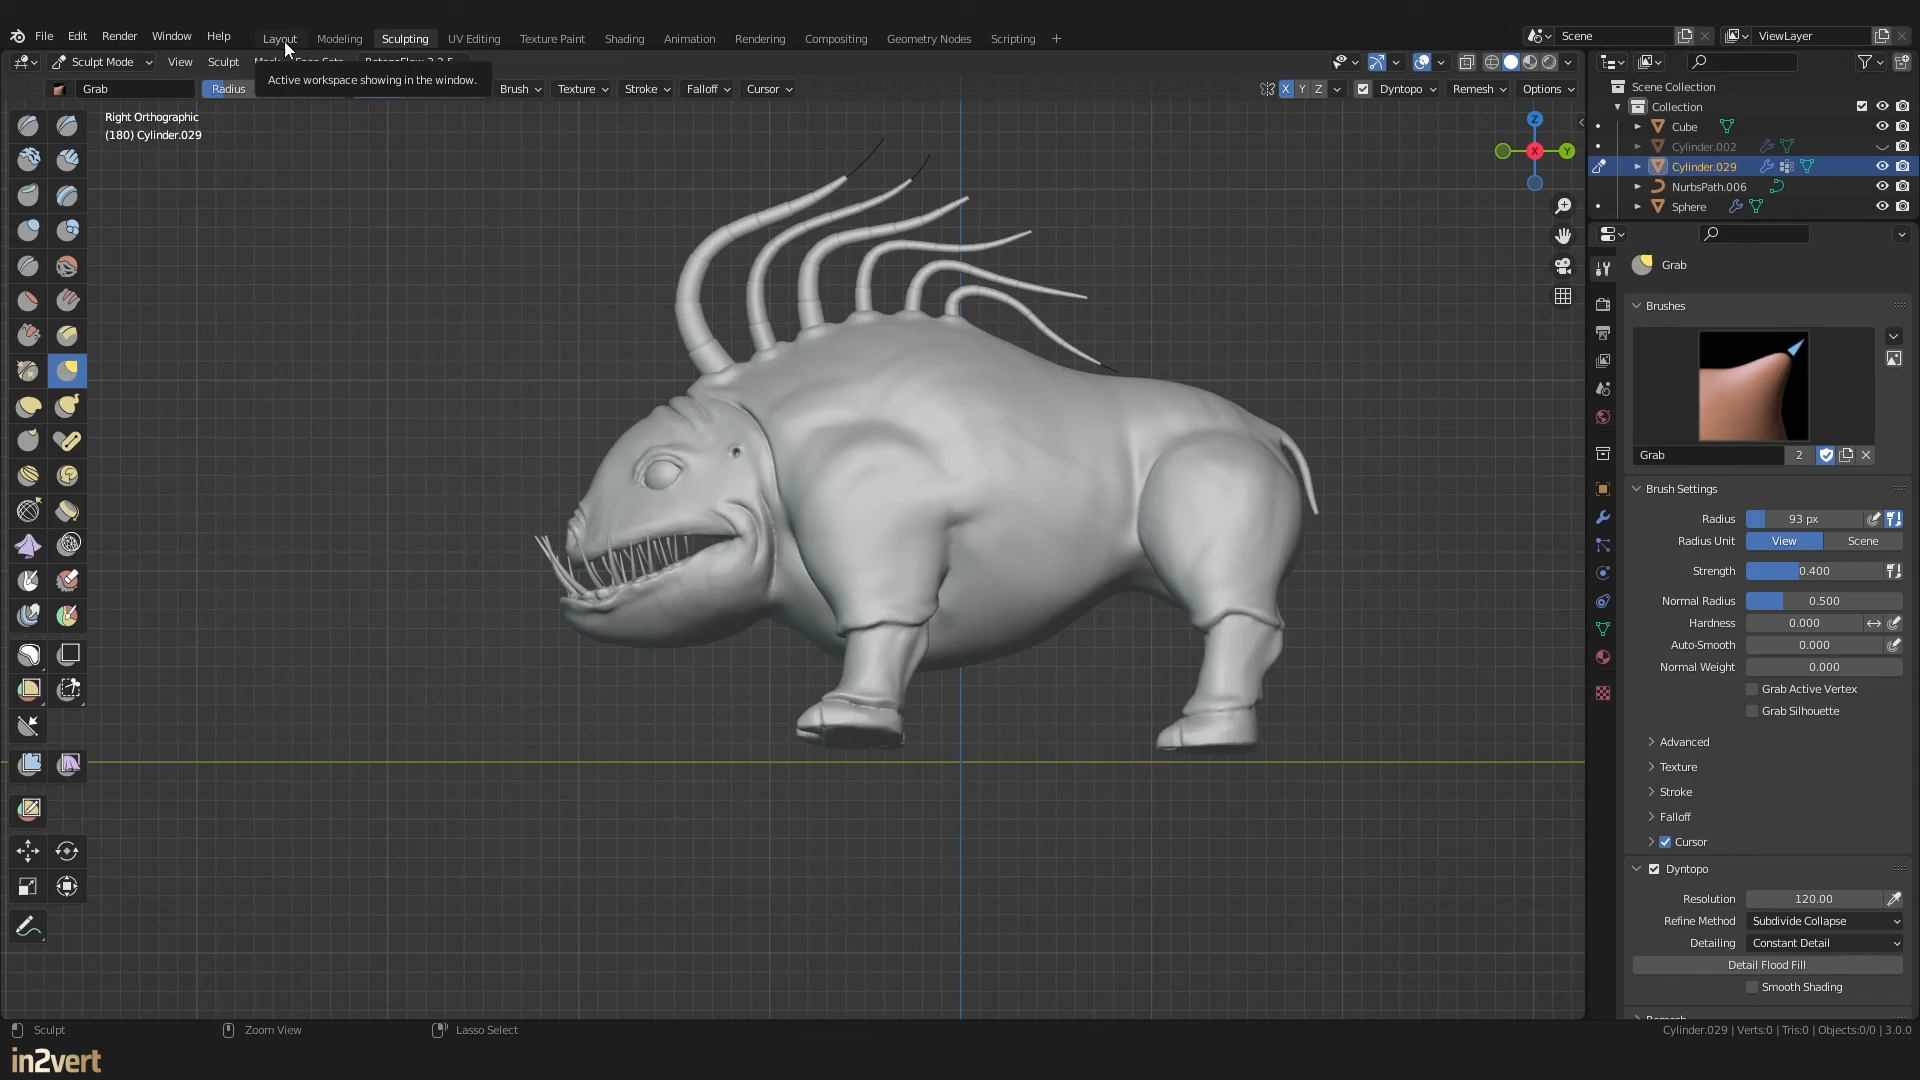 File Edit Render Window Help Layout Modeling Sculpting UV Editing Texture Paint Shading Animation Rendering Compositing Geometry Nodes Scripting + Scene ViewLayer
Sculpt Mode View Sculpt
Active workspace showing in the window.
Grab Radius Brush Texture Stroke Falloff Cursor X Y Z Dyntopo Remesh Options
Right Orthographic
(180) Cylinder.029
Z
X
Y
Scene Collection
Collection
Cube
Cylinder.002
Cylinder.029
NurbsPath.006
Sphere
Grab
Brushes
Grab 2
Brush Settings
Radius 93 px
Radius Unit View Scene
Strength 0.400
Normal Radius 0.500
Hardness 0.000
Auto-Smooth 0.000
Normal Weight 0.000
Grab Active Vertex
Grab Silhouette
Advanced
Texture
Stroke
Falloff
Cursor
Dyntopo
Resolution 120.00
Refine Method Subdivide Collapse
Detailing Constant Detail
Detail Flood Fill
Smooth Shading
Sculpt Zoom View Lasso Select Cylinder.029 | Verts:0 | Tris:0 | Objects:0/0 | 3.0.0
in2vert